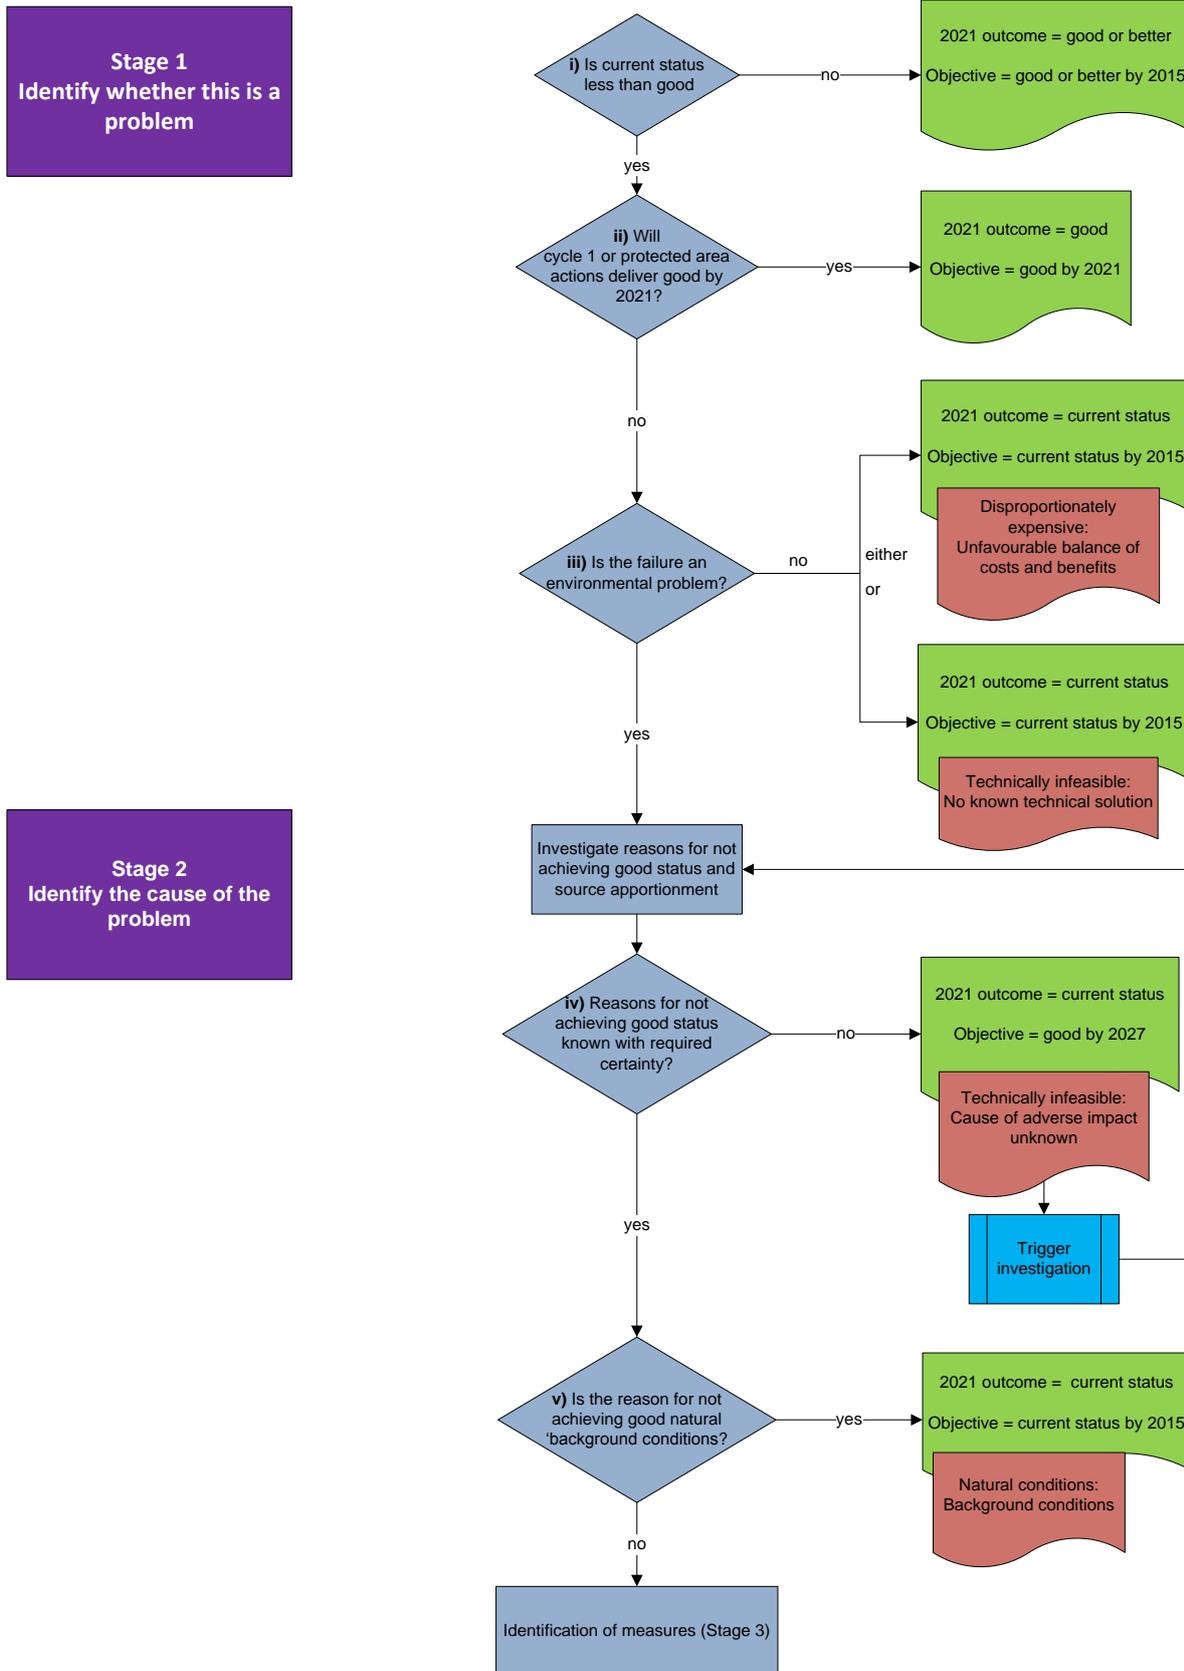 Stage 1
Identify whether this is a
problem
i) Is current status
less than good
no
2021 outcome = good or better
Objective = good or better by 2015
yes
ii) Will
cycle 1 or protected area
actions deliver good by
2021?
yes
2021 outcome = good
Objective = good by 2021
no
2021 outcome = current status
Objective = current status by 2015
Disproportionately
expensive:
Unfavourable balance of
costs and benefits
iii) Is the failure an
environmental problem?
no
either
or
2021 outcome = current status
Objective = current status by 2015
Technically infeasible:
No known technical solution
yes
Stage 2
Identify the cause of the
problem
Investigate reasons for not
achieving good status and
source apportionment
iv) Reasons for not
achieving good status
known with required
certainty?
no
2021 outcome = current status
Objective = good by 2027
Technically infeasible:
Cause of adverse impact
unknown
Trigger
investigation
yes
v) Is the reason for not
achieving good natural
‘background conditions?
yes
2021 outcome =  current status
Objective = current status by 2015
Natural conditions:
Background conditions
no
Identification of measures (Stage 3)